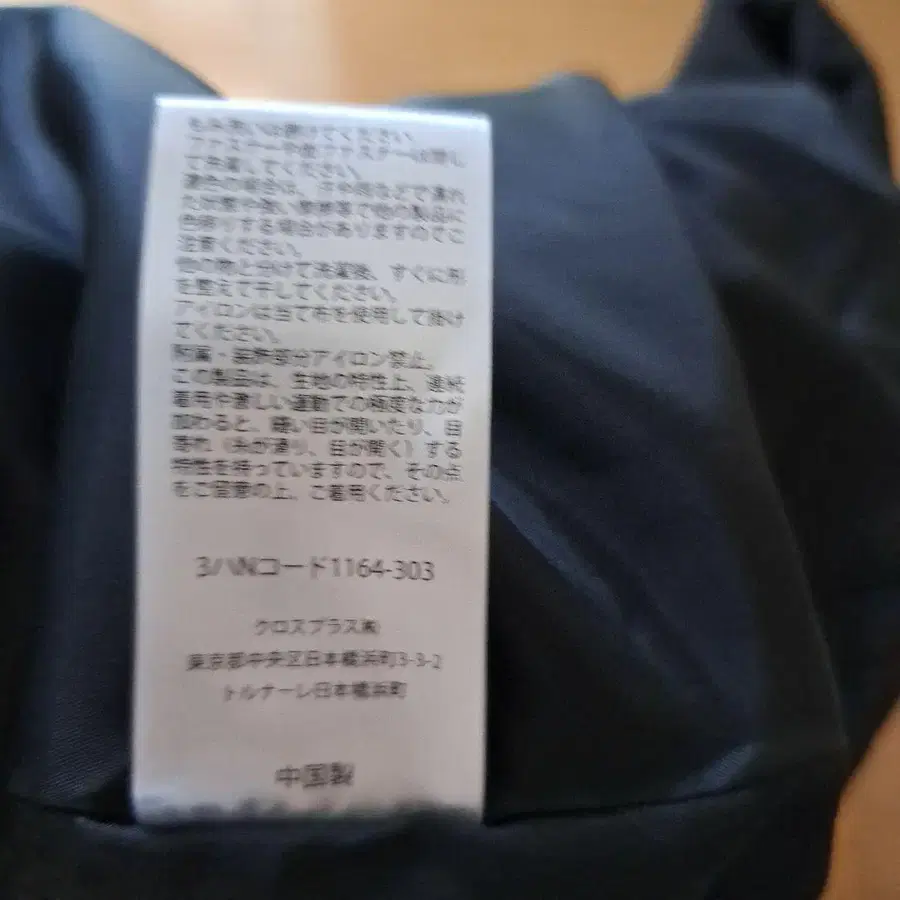 もみ洗いは避けてください。
ファスナーや面ファスナーは閉じ
て洗濯してください。
濃色の場合は、汗や雨などで濡れ
た状態や強い摩擦等で他の製品に
色移りする場合がありますのでご
注意ください。
他の物と分けて洗濯後、すぐに形
を整えて干してください。
アイロンは当て布を使用して掛け
てください。
附属・装飾部分アイロン禁止。
この製品は、生地の特性上、連続
着用や激しい運動での極度な力が
加わると、縫い目が開いたり、目
寄れ（糸が滑り、目が開く）する
特性を持っていますので、その点
をご留意の上、ご着用ください。
3ハNコード1164-303
クロスプラス㈱
東京都中央区日本橋浜町3-3-2
トルナーレ日本橋浜町
中国製